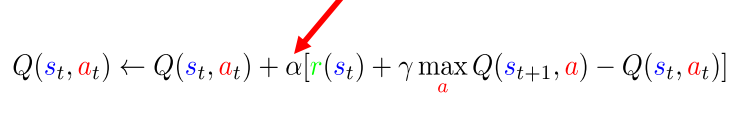 Q(s_t, a_t) ← Q(s_t, a_t) + α[r(s_t) + γ max_a Q(s_{t+1}, a) − Q(s_t, a_t)]